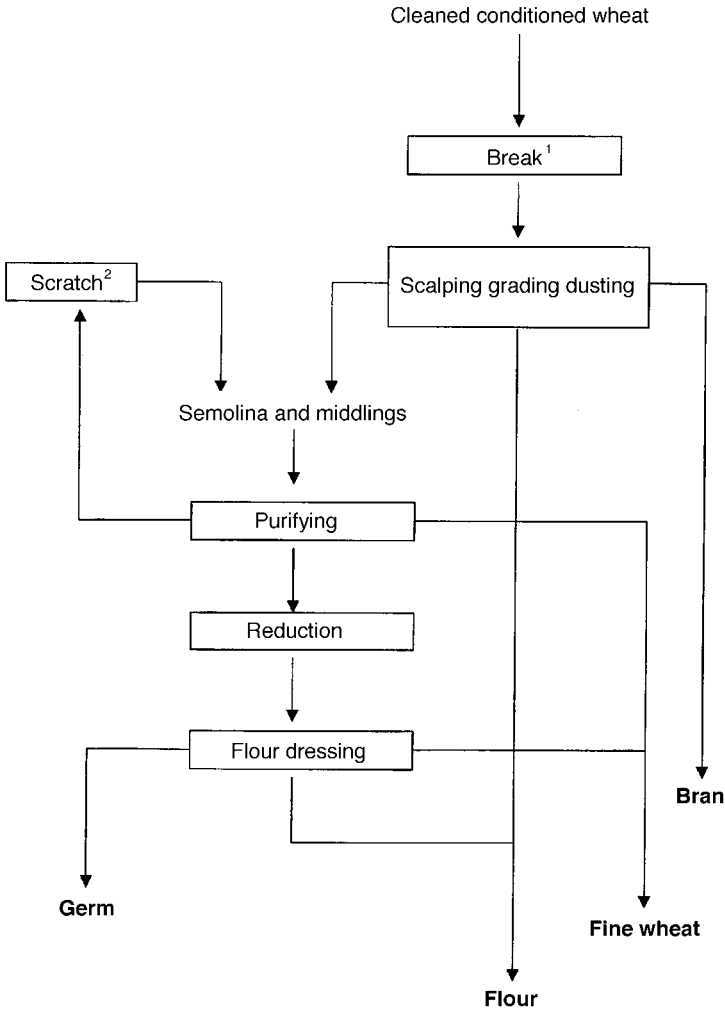 Cleaned conditioned wheat
Break¹
Scalping grading dusting
Scratch²
Semolina and middlings
Purifying
Reduction
Flour dressing
Bran
Germ
Fine wheat
Flour